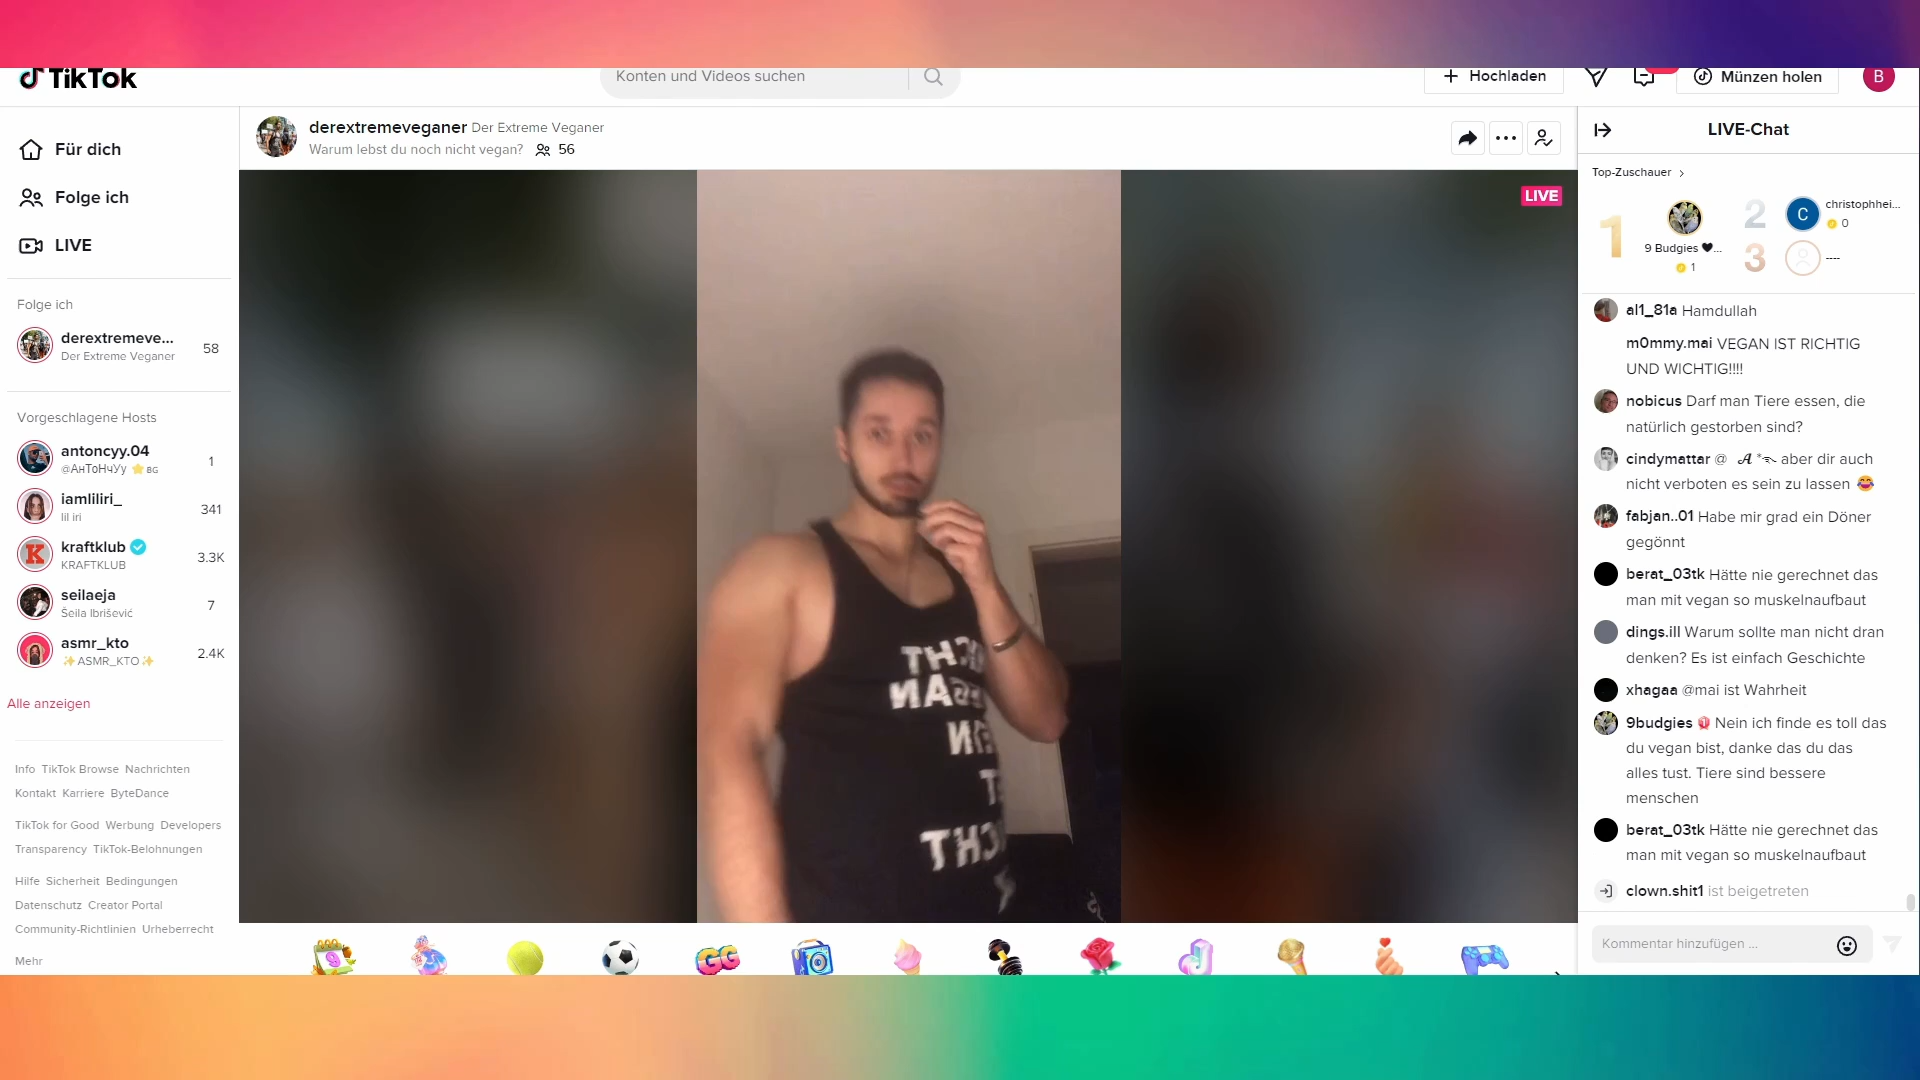 TikTok
Konten und Videos suchen
Hochladen
Münzen holen
B
Für dich
Folge ich
LIVE
Folge ich
derextremeve... 58
Der Extreme Veganer
Vorgeschlagene Hosts
antoncyy.04 1
@АнТоНчУу ⭐ BG
iamliliri_ 341
lil iri
kraftklub 3.3K
KRAFTKLUB
seilaeja 7
Šeila Ibrišević
asmr_kto 2.4K
✨ASMR_KTO✨
Alle anzeigen
Info TikTok Browse Nachrichten
Kontakt Karriere ByteDance
TikTok for Good Werbung Developers
Transparency TikTok-Belohnungen
Hilfe Sicherheit Bedingungen
Datenschutz Creator Portal
Community-Richtlinien Urheberrecht
Mehr
derextremeveganer Der Extreme Veganer
Warum lebst du noch nicht vegan? 56
LIVE
GG
LIVE-Chat
Top-Zuschauer
1
9 Budgies 🖤...
1
2
C
christophhei...
0
3
----
al1_81a Hamdullah
m0mmy.mai VEGAN IST RICHTIG
UND WICHTIG!!!!
nobicus Darf man Tiere essen, die
natürlich gestorben sind?
cindymattar @ 𝓐 aber dir auch
nicht verboten es sein zu lassen 😂
fabjan..01 Habe mir grad ein Döner
gegönnt
berat_03tk Hätte nie gerechnet das
man mit vegan so muskelnaufbaut
dings.ill Warum sollte man nicht dran
denken? Es ist einfach Geschichte
xhagaa @mai ist Wahrheit
9budgies Nein ich finde es toll das
du vegan bist, danke das du das
alles tust. Tiere sind bessere
menschen
berat_03tk Hätte nie gerechnet das
man mit vegan so muskelnaufbaut
clown.shit1 ist beigetreten
Kommentar hinzufügen ...